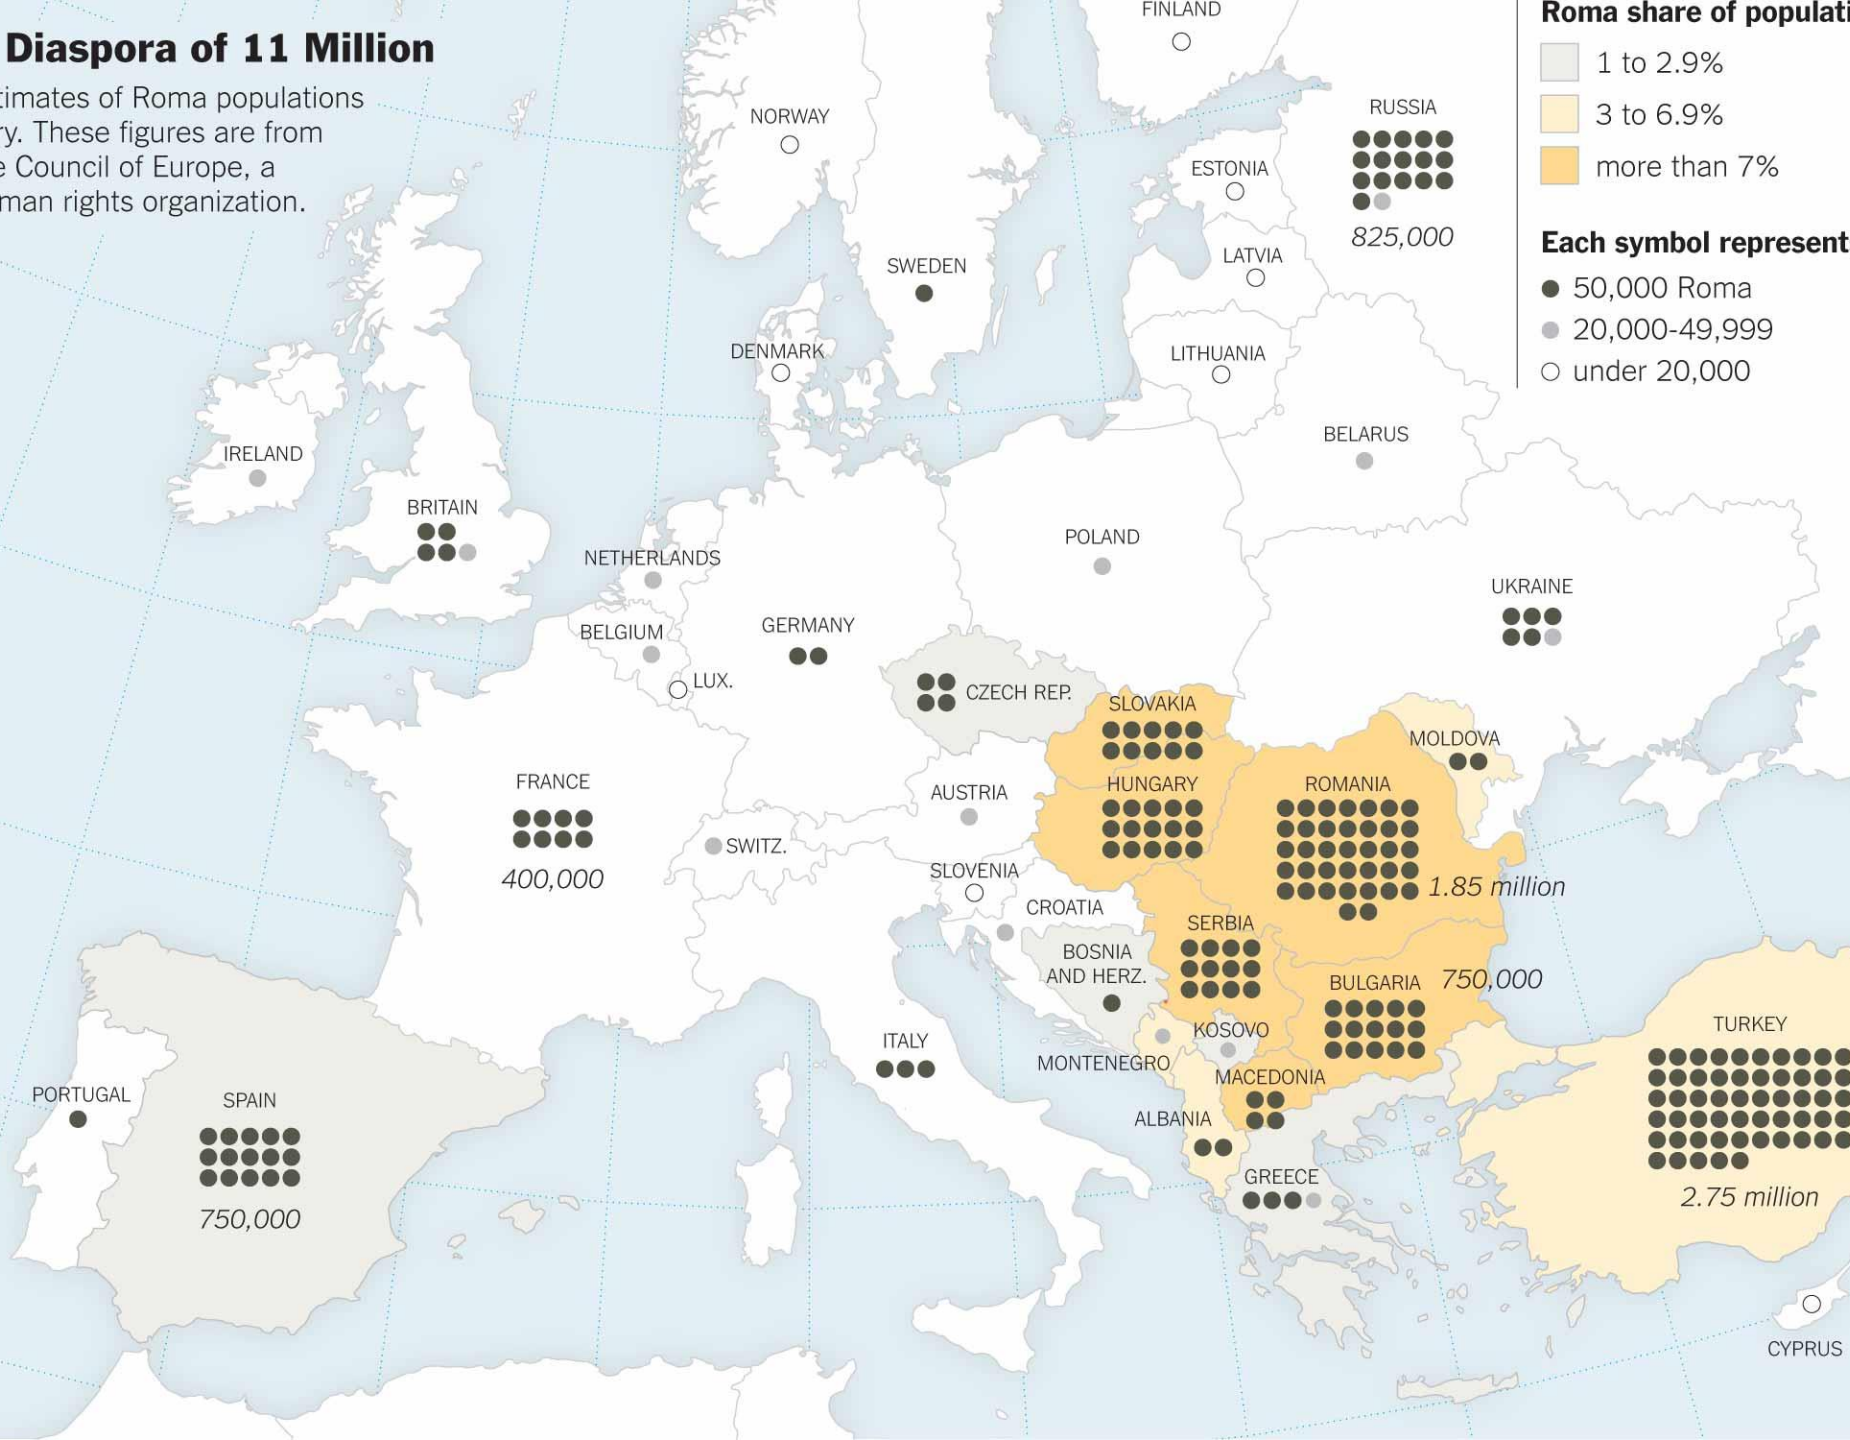 Diaspora of 11 Million
timates of Roma populations
ry. These figures are from
e Council of Europe, a
man rights organization.
Roma share of populati
1 to 2.9%
3 to 6.9%
more than 7%
Each symbol represent
50,000 Roma
20,000-49,999
under 20,000
FINLAND
NORWAY
RUSSIA
825,000
ESTONIA
SWEDEN
LATVIA
DENMARK
LITHUANIA
BELARUS
IRELAND
BRITAIN
NETHERLANDS
POLAND
UKRAINE
BELGIUM
GERMANY
LUX.
CZECH REP.
SLOVAKIA
MOLDOVA
FRANCE
400,000
AUSTRIA
HUNGARY
ROMANIA
1.85 million
SWITZ.
SLOVENIA
CROATIA
SERBIA
BOSNIA
AND HERZ.
BULGARIA
750,000
KOSOVO
ITALY
MONTENEGRO
MACEDONIA
TURKEY
2.75 million
PORTUGAL
SPAIN
750,000
ALBANIA
GREECE
CYPRUS